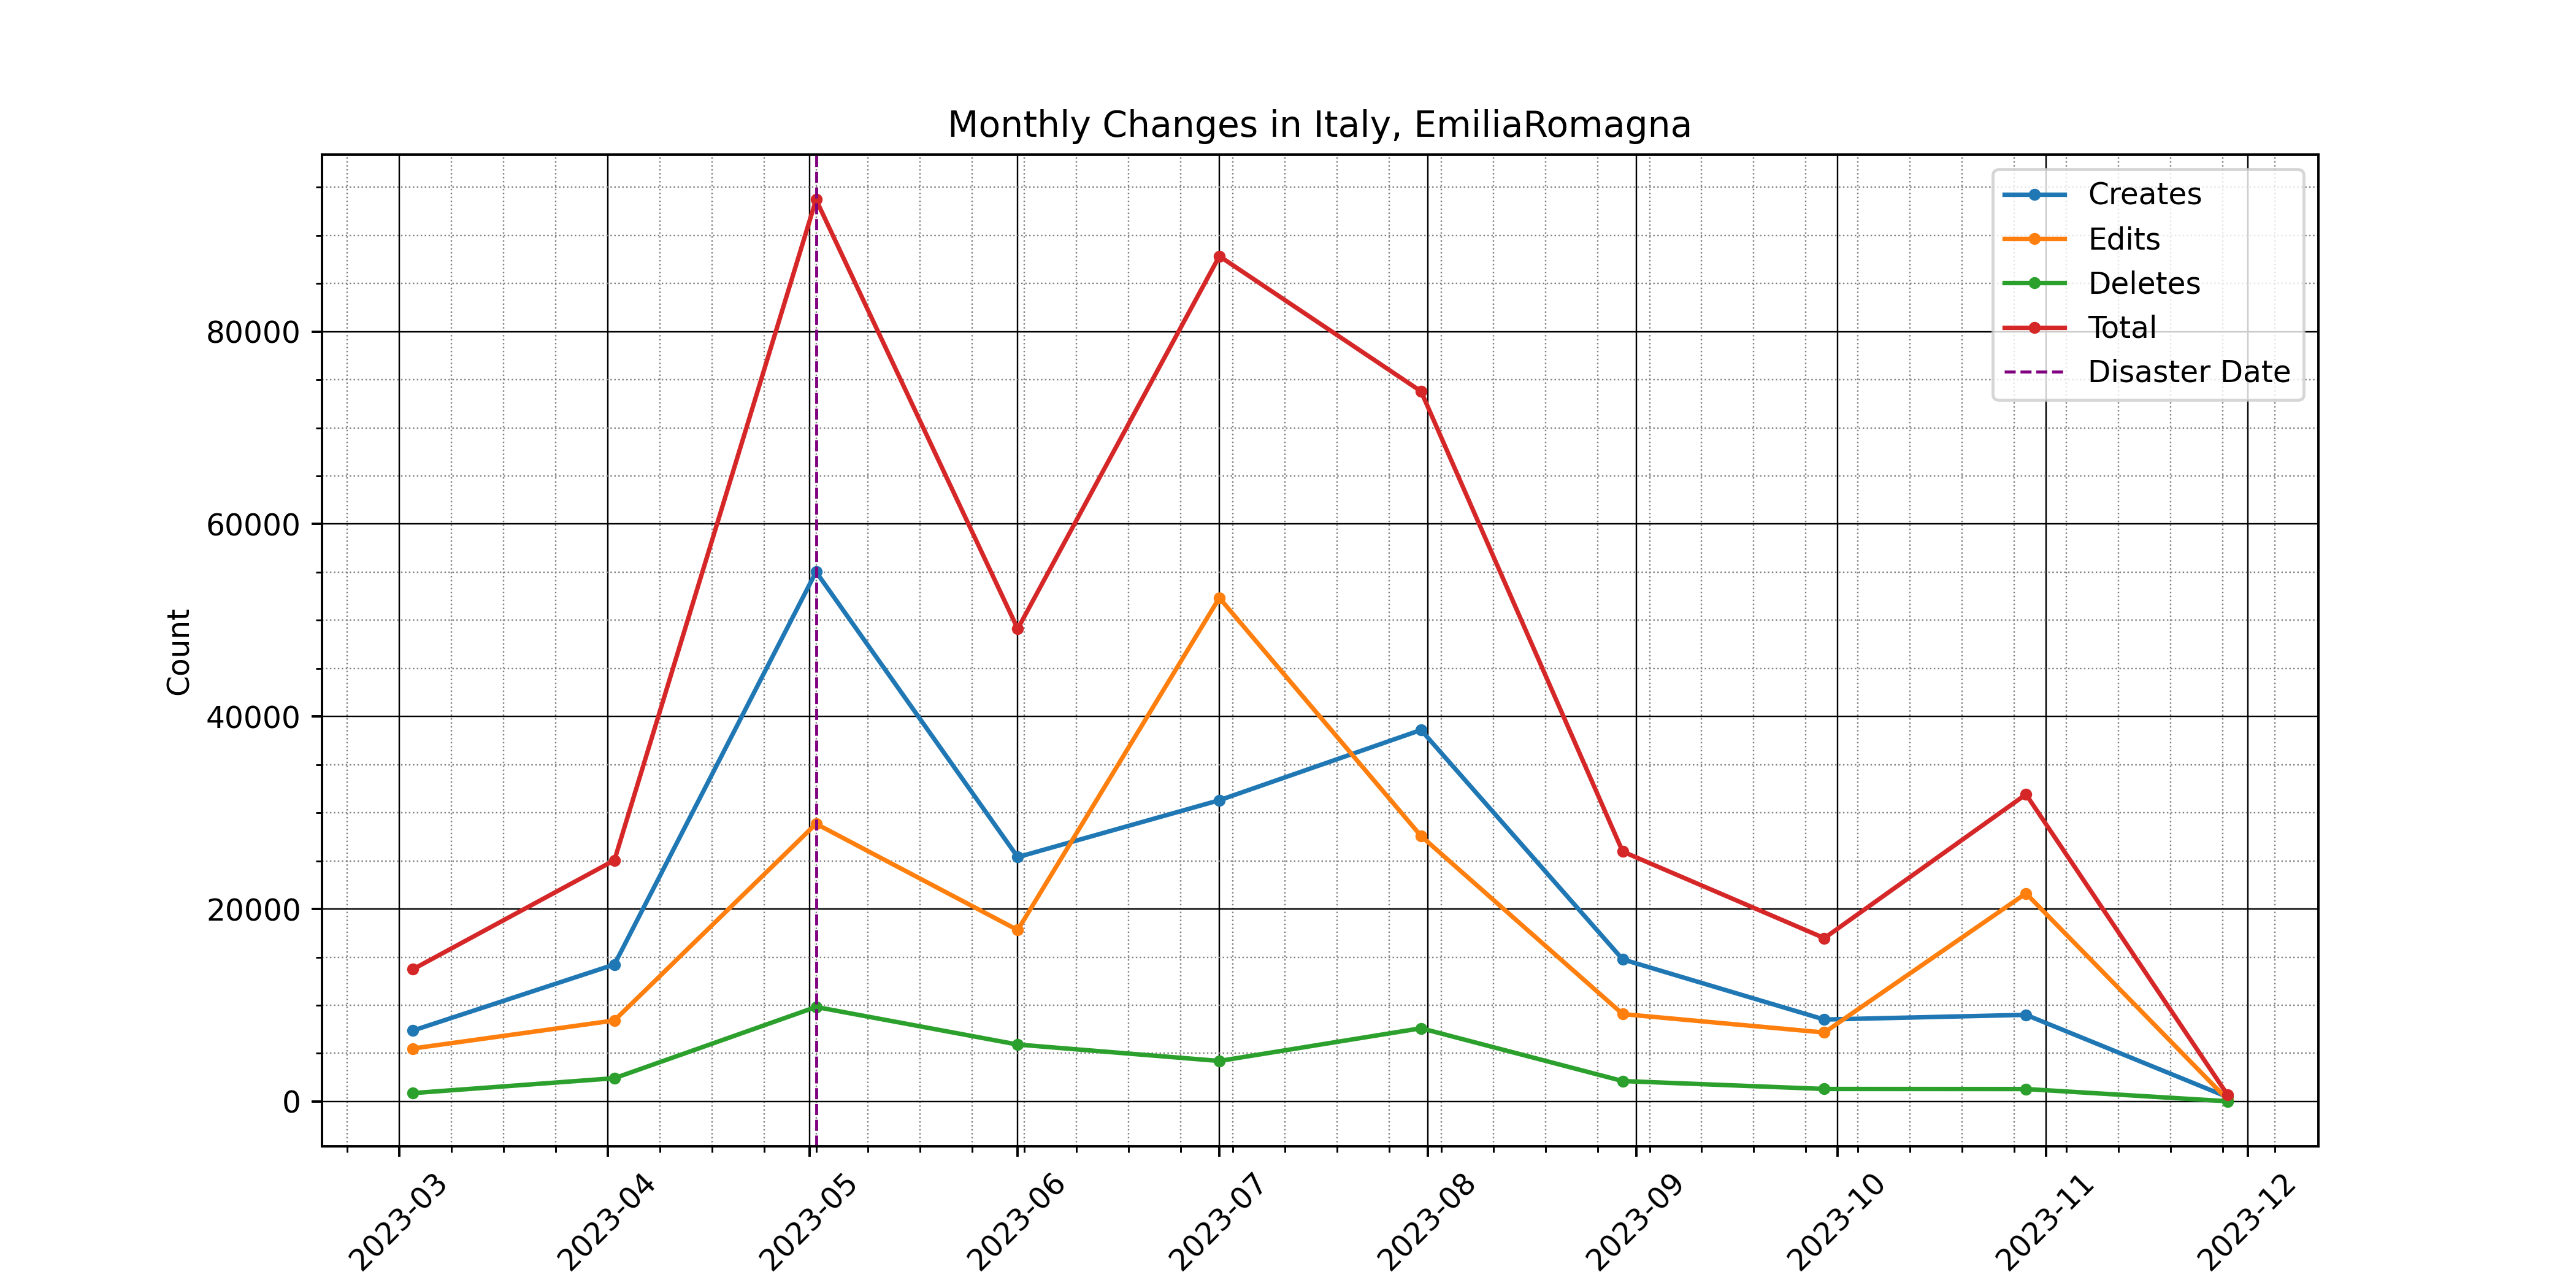 Monthly Changes in Italy, EmiliaRomagna
Creates
Edits
Deletes
Total
Disaster Date
Count
80000
60000
40000
20000
0
2023-03
2023-04
2023-05
2023-06
2023-07
2023-08
2023-09
2023-10
2023-11
2023-12